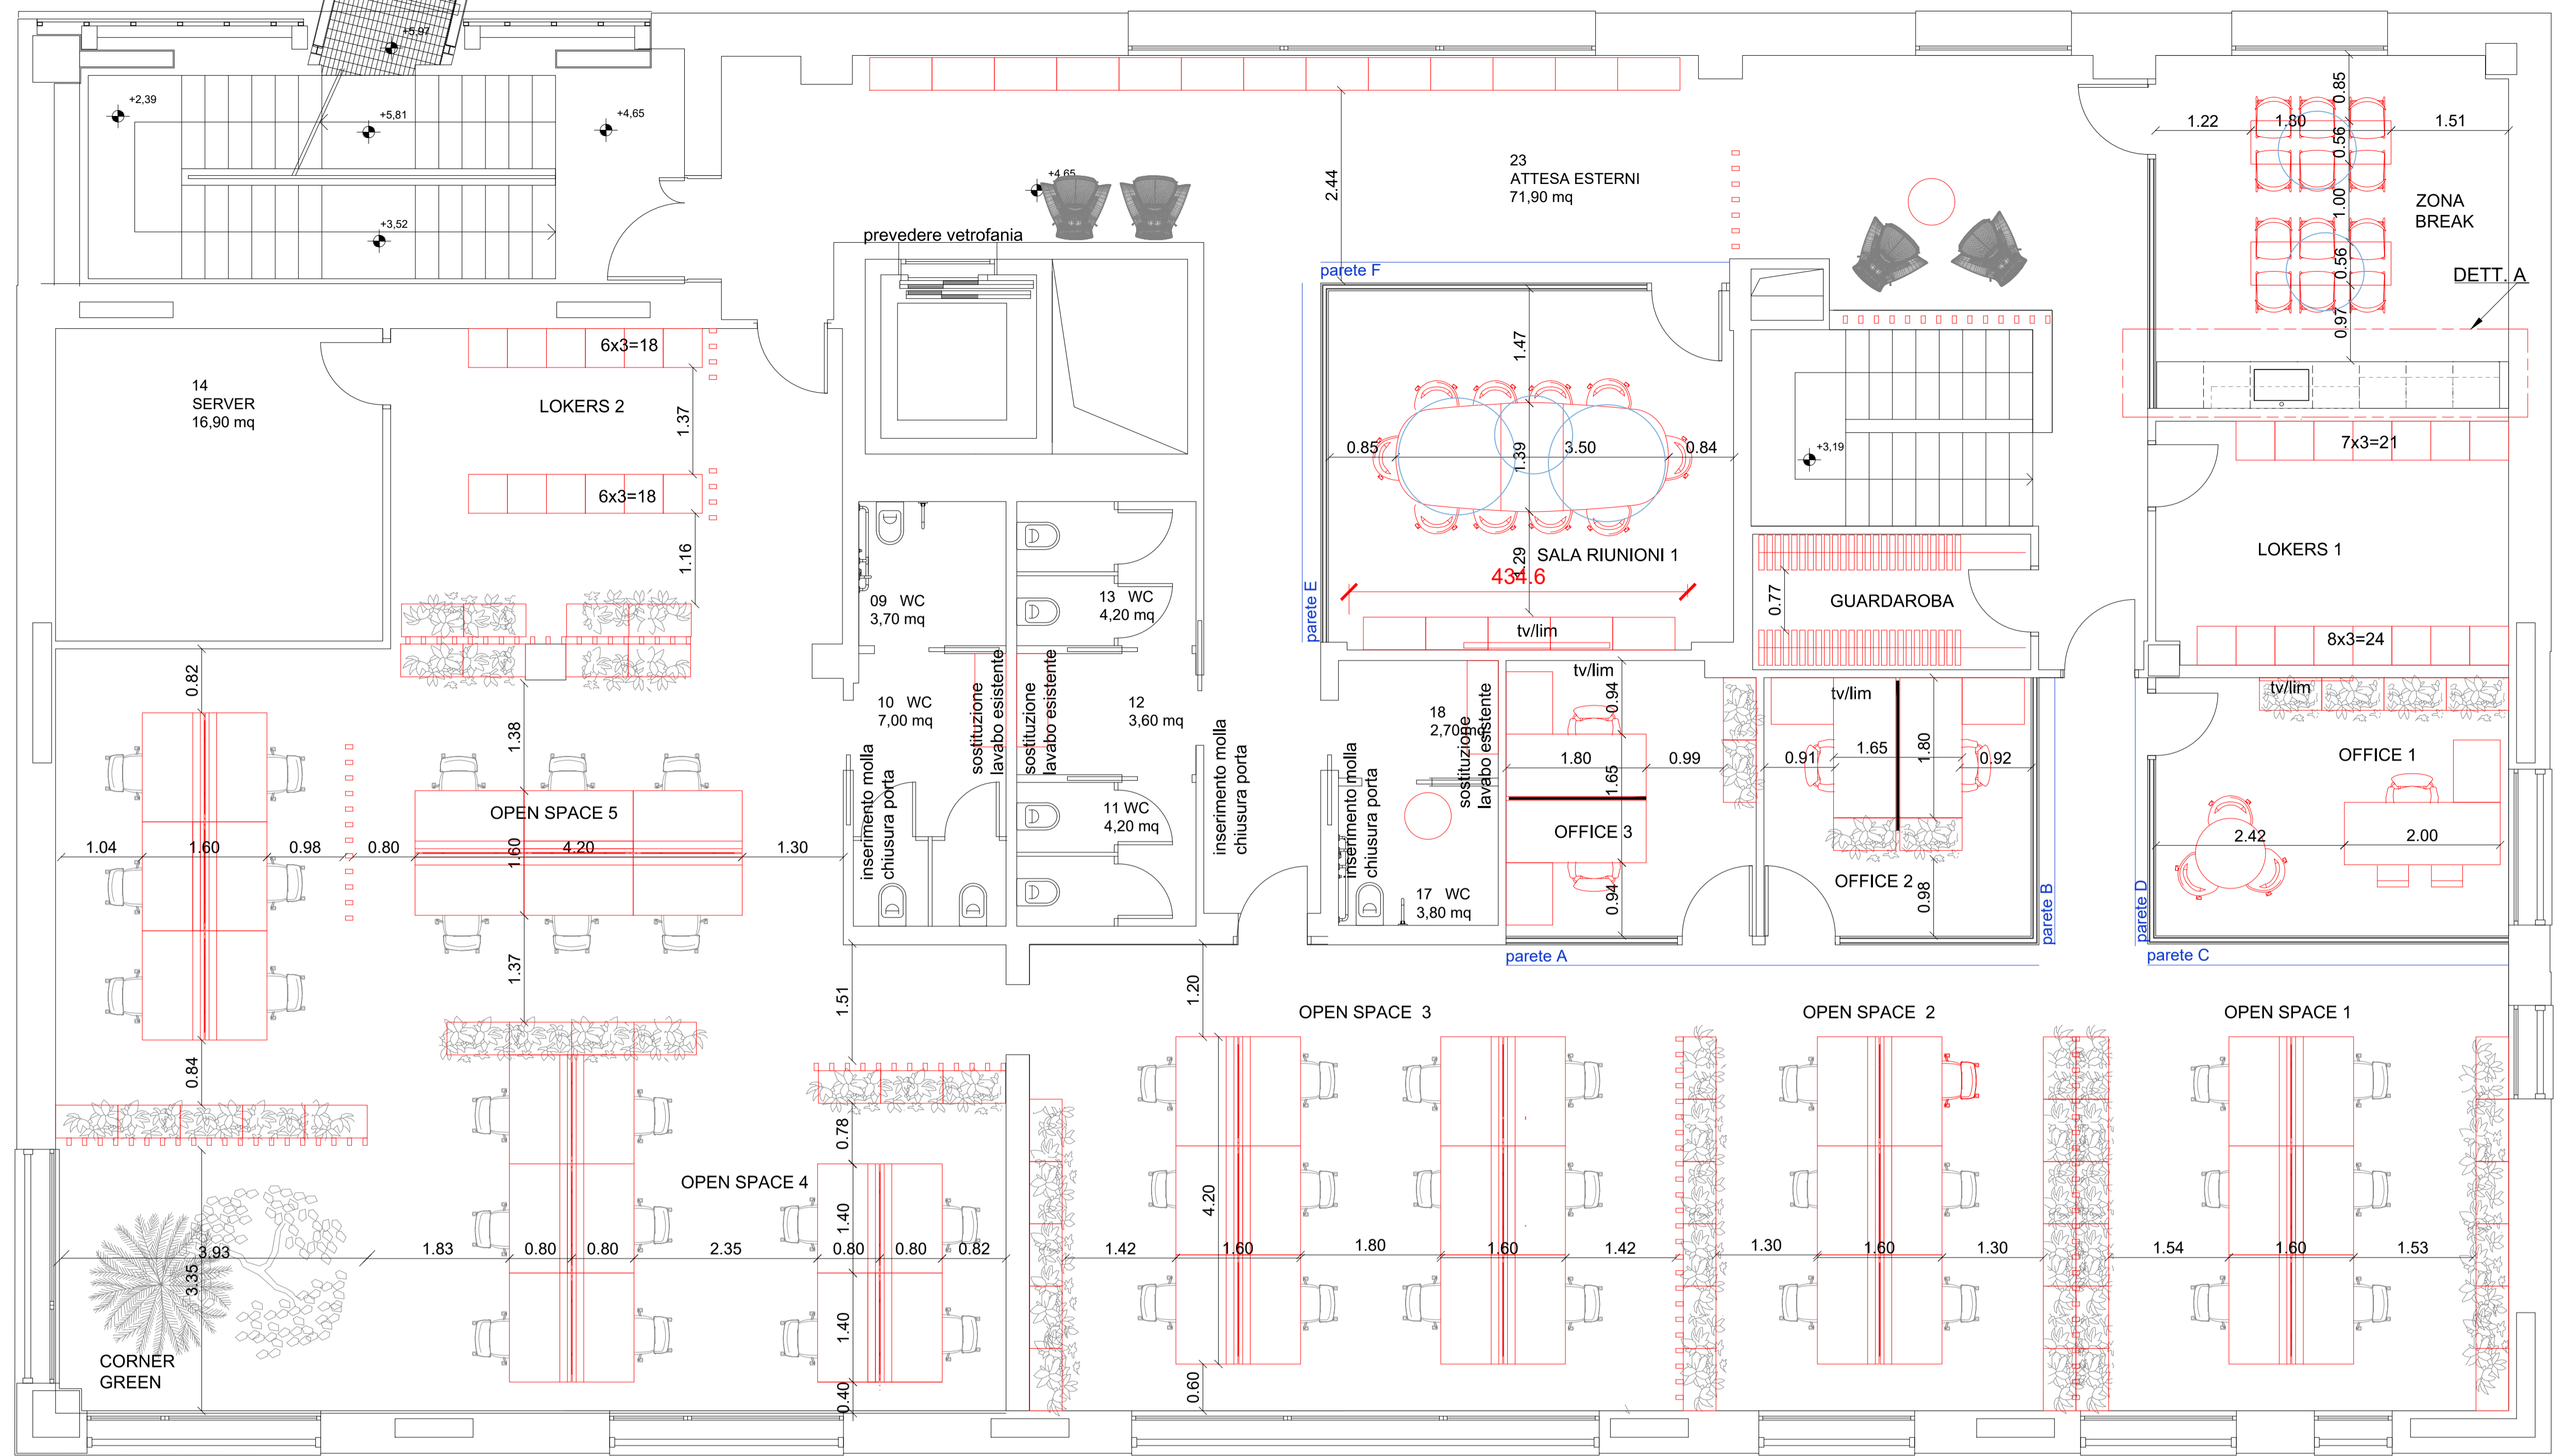 +5,97
+2,39
+5,81
+4,65
+3,52
+4,65
prevedere vetrofania
23
ATTESA ESTERNI
71,90 mq
2.44
parete F
parete E
1.22
1.80
1.51
0.85
0.56
1.00
0.56
0.97
ZONA
BREAK
DETT. A
14
SERVER
16,90 mq
6x3=18
LOKERS 2
1.37
6x3=18
1.16
1.47
0.85
1.39
3.50
0.84
1.29
SALA RIUNIONI 1
434.6
tv/lim
+3,19
7x3=21
LOKERS 1
8x3=24
GUARDAROBA
0.77
09 WC
3,70 mq
13 WC
4,20 mq
10 WC
7,00 mq
12
3,60 mq
11 WC
4,20 mq
sostituzione
lavabo esistente
sostituzione
lavabo esistente
inserimento molla
chiusura porta
inserimento molla
chiusura porta
18
2,70mq
sostituzione
lavabo esistente
inserimento molla
chiusura porta
17 WC
3,80 mq
tv/lim
0.94
1.80
0.99
1.65
OFFICE 3
0.94
tv/lim
0.91
1.65
1.80
0.92
OFFICE 2
0.98
parete A
parete B
parete D
parete C
tv/lim
OFFICE 1
2.42
2.00
0.82
1.38
OPEN SPACE 5
1.04
1.60
0.98
0.80
1.60
4.20
1.30
1.37
0.84
1.51
1.20
OPEN SPACE 3
OPEN SPACE 2
OPEN SPACE 1
0.78
OPEN SPACE 4
1.40
4.20
3.93
3.35
1.83
0.80
0.80
2.35
0.80
0.80
0.82
1.42
1.60
1.80
1.60
1.42
1.30
1.60
1.30
1.54
1.60
1.53
1.40
0.40
0.60
CORNER
GREEN